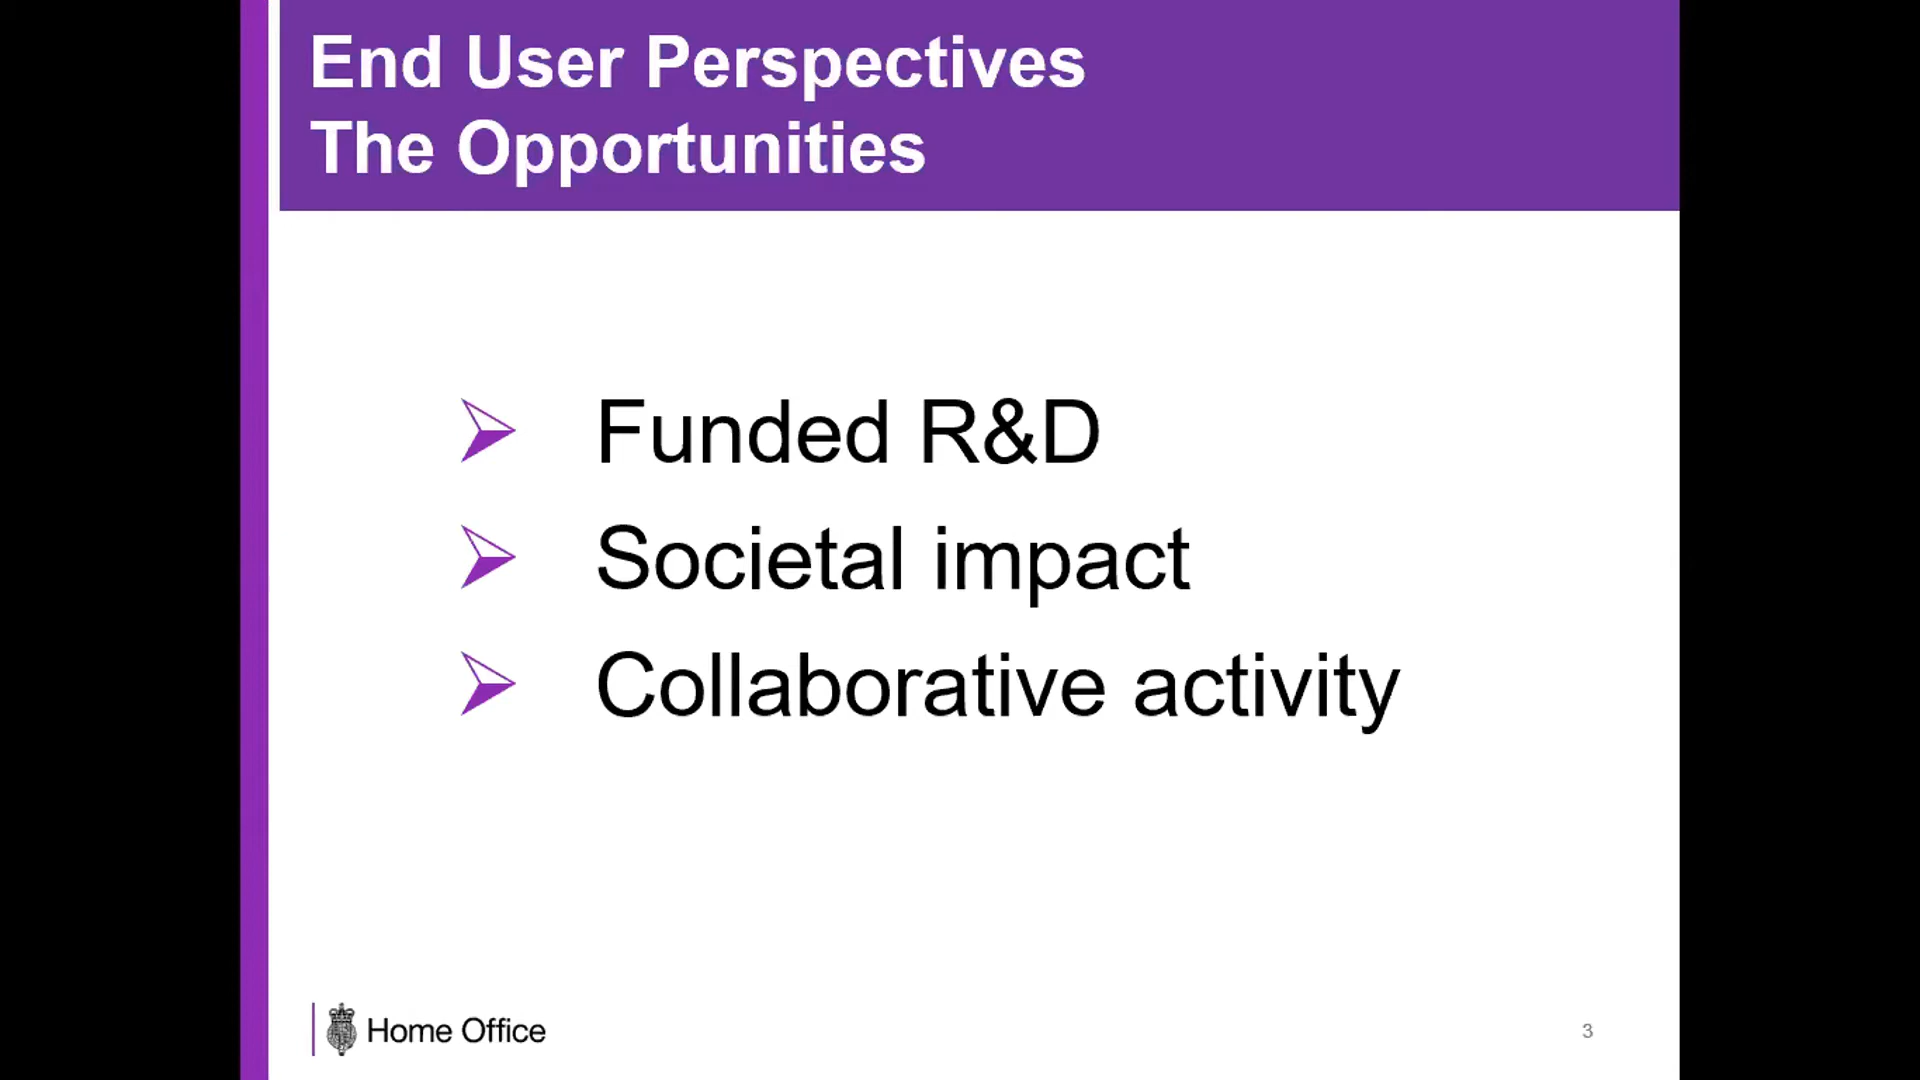 End User Perspectives
The Opportunities
Funded R&D
Societal impact
Collaborative activity
Home Office
3